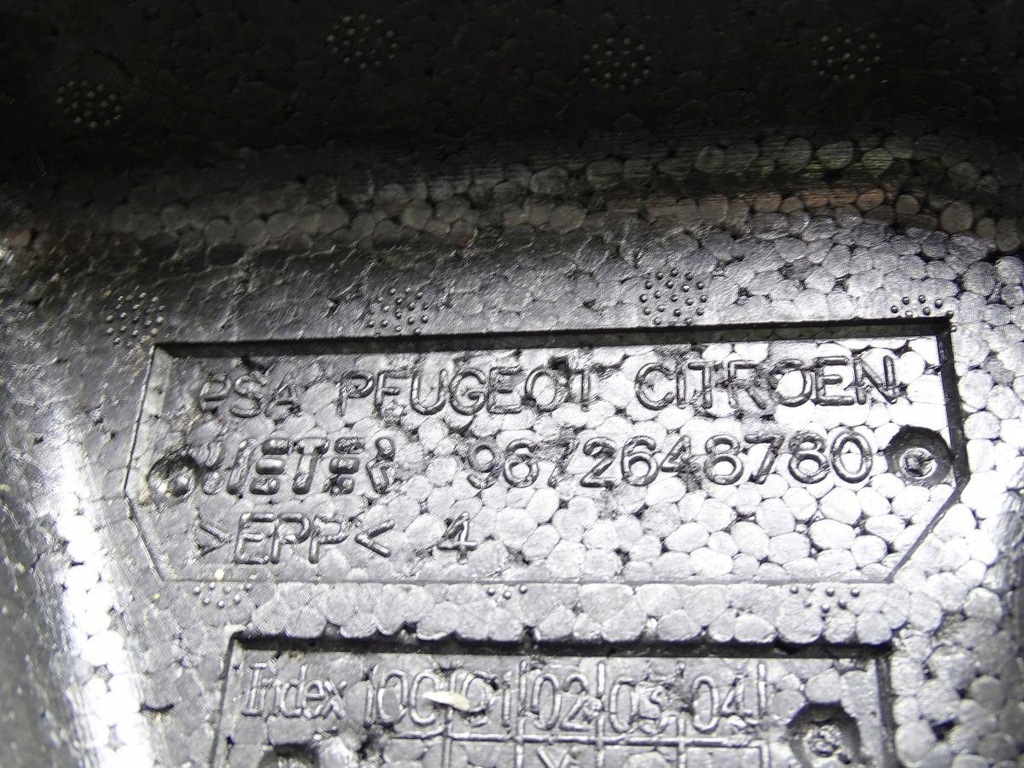 PSA PEUGEOT CITROEN
9672648780
>EPP< 4
Index 00 01 02 03 04
X